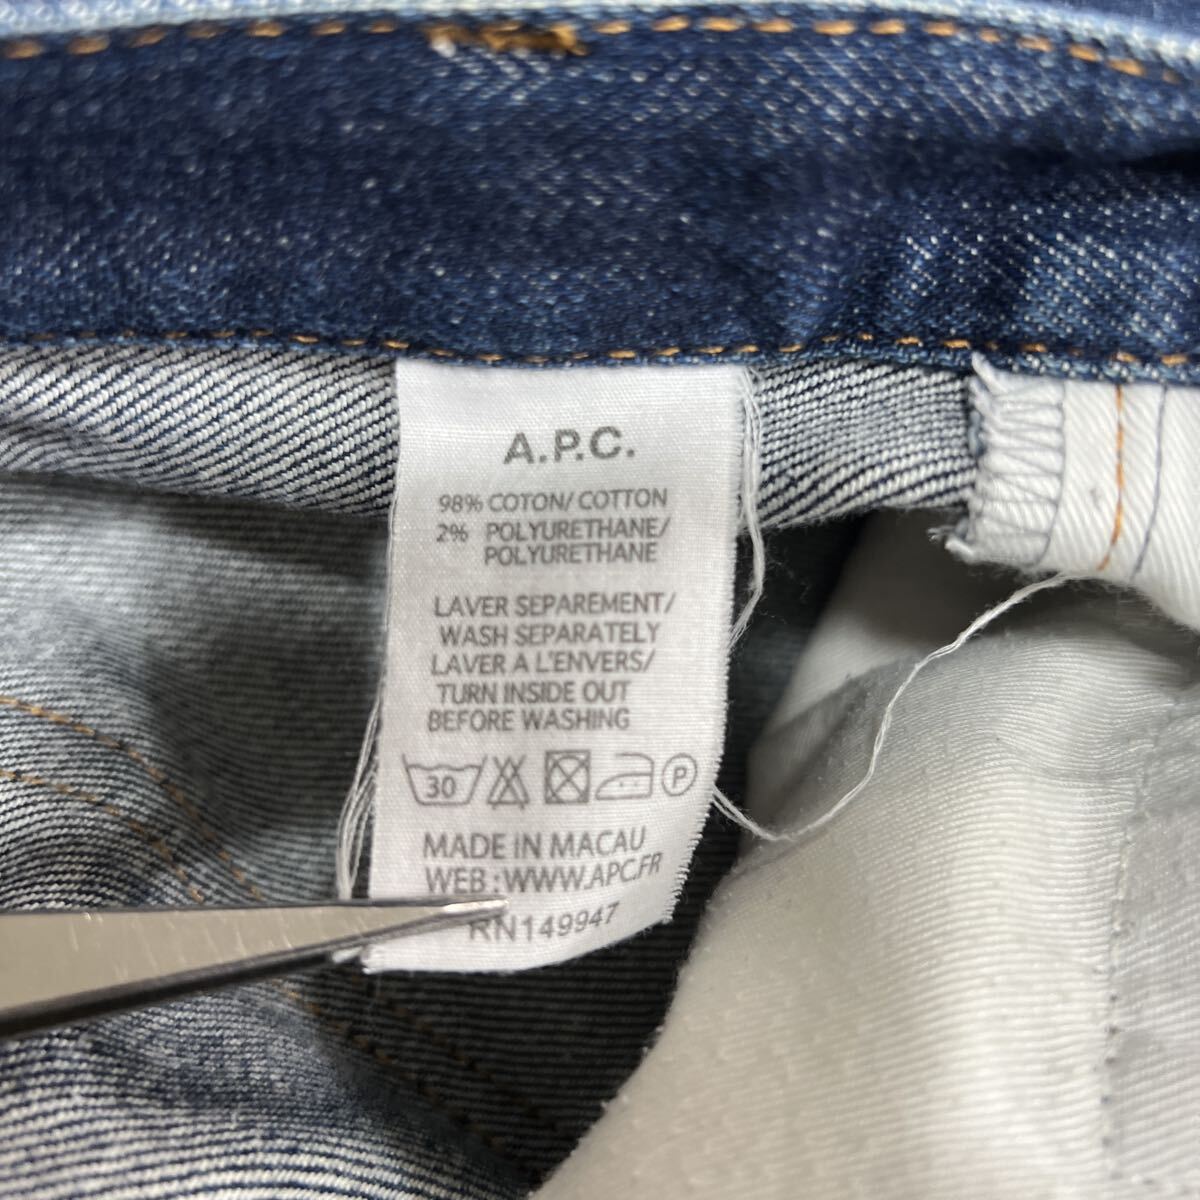 A.P.C.
98% COTON/ COTTON
2% POLYURETHANE/
POLYURETHANE
LAVER SEPAREMENT/
WASH SEPARATELY
LAVER A L'ENVERS/
TURN INSIDE OUT
BEFORE WASHING
30 P
MADE IN MACAU
WEB : WWW.APC.FR
RN149947